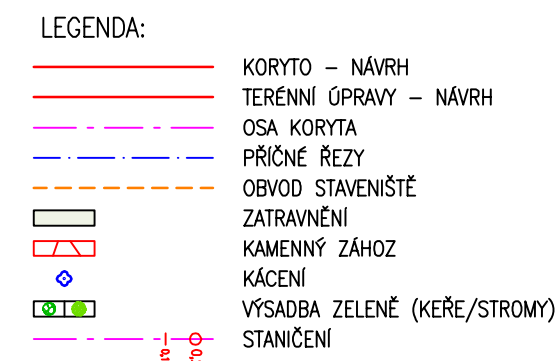 LEGENDA:
KORYTO – NÁVRH
TERÉNNÍ ÚPRAVY – NÁVRH
OSA KORYTA
PŘÍČNÉ ŘEZY
OBVOD STAVENIŠTĚ
ZATRAVNĚNÍ
KAMENNÝ ZÁHOZ
KÁCENÍ
VÝSADBA ZELENĚ (KEŘE/STROMY)
STANIČENÍ